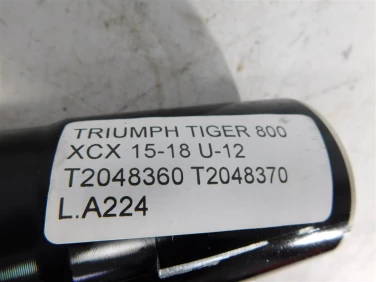 TRIUMPH TIGER 800
XCX 15-18 U-12
T2048360 T2048370
L.A224